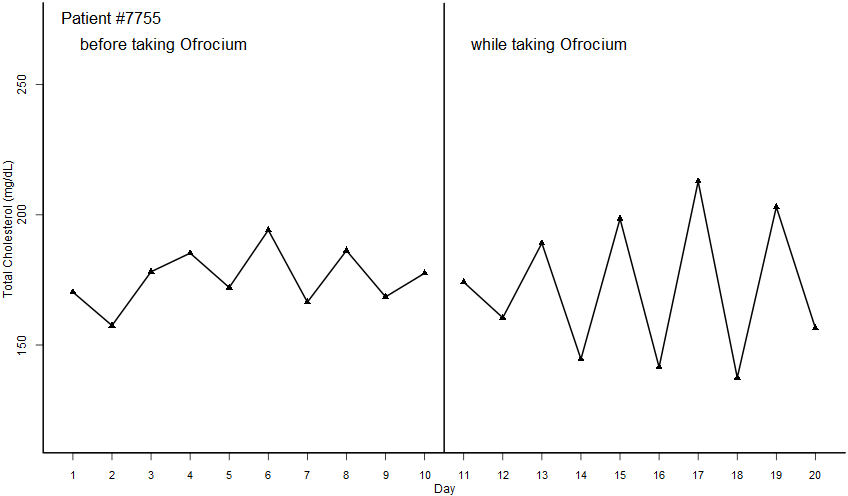 Patient #7755
before taking Ofrocium
while taking Ofrocium
Total Cholesterol (mg/dL)
250
200
150
1 2 3 4 5 6 7 8 9 10 11 12 13 14 15 16 17 18 19 20
Day